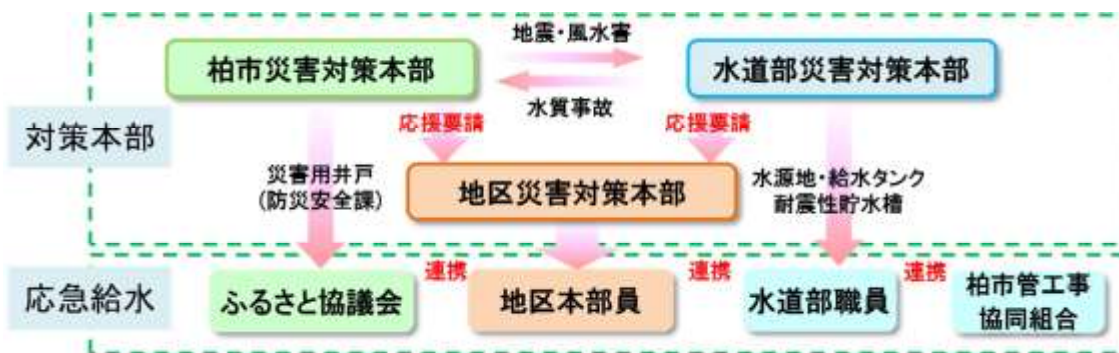 地震・風水害
柏市災害対策本部
水道部災害対策本部
水質事故
対策本部
応援要請
応援要請
災害用井戸
(防災安全課)
地区災害対策本部
水源地・給水タンク
耐震性貯水槽
応急給水
ふるさと協議会
連携
地区本部員
連携
水道部職員
連携
柏市管工事
協同組合